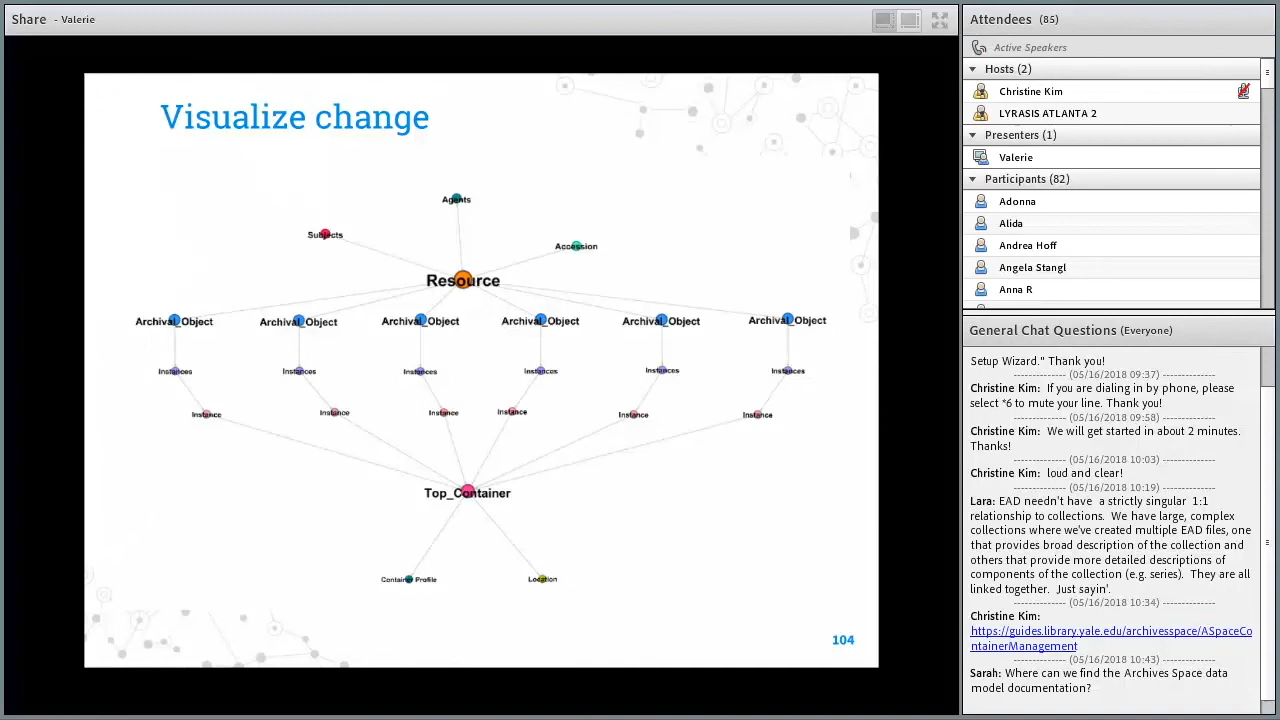 Share - Valerie
Visualize change
Agents
Subjects
Accession
Resource
Archival_Object Archival_Object Archival_Object Archival_Object Archival_Object Archival_Object
Instances Instances Instances Instances Instances Instances
Instance Instance Instance Instance Instance Instance
Top_Container
Container Profile Location
104
Attendees (85)
Active Speakers
Hosts (2)
Christine Kim
LYRASIS ATLANTA 2
Presenters (1)
Valerie
Participants (82)
Adonna
Alida
Andrea Hoff
Angela Stangl
Anna R
General Chat Questions (Everyone)
Setup Wizard." Thank you!
-------------- (05/16/2018 09:37) --------------
Christine Kim: If you are dialing in by phone, please
select *6 to mute your line. Thank you!
-------------- (05/16/2018 09:58) --------------
Christine Kim: We will get started in about 2 minutes.
Thanks!
-------------- (05/16/2018 10:03) --------------
Christine Kim: loud and clear!
-------------- (05/16/2018 10:19) --------------
Lara: EAD needn't have a strictly singular 1:1
relationship to collections. We have large, complex
collections where we've created multiple EAD files, one
that provides broad description of the collection and
others that provide more detailed descriptions of
components of the collection (e.g. series). They are all
linked together. Just sayin'.
-------------- (05/16/2018 10:34) --------------
Christine Kim:
https://guides.library.yale.edu/archivesspace/ASpaceCo
ntainerManagement
-------------- (05/16/2018 10:43) --------------
Sarah: Where can we find the Archives Space data
model documentation?